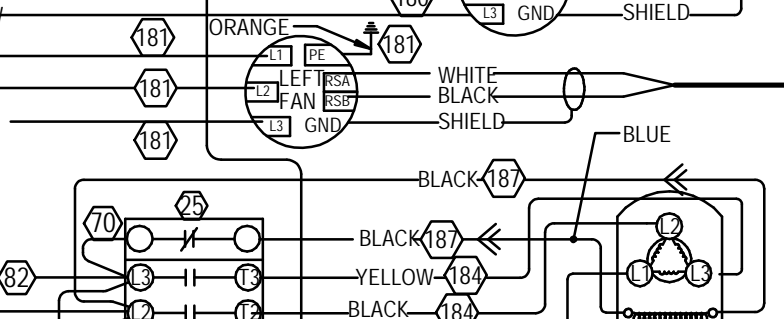 L3 GND SHIELD
ORANGE
181 181
L1 PE
LEFT RSA WHITE
181 L2
FAN RSB BLACK
L3 GND SHIELD
181 BLUE
BLACK 187
25
70 BLACK 187 L2
82 L3 T3 YELLOW 184 L1 L3
L2 BLACK 184